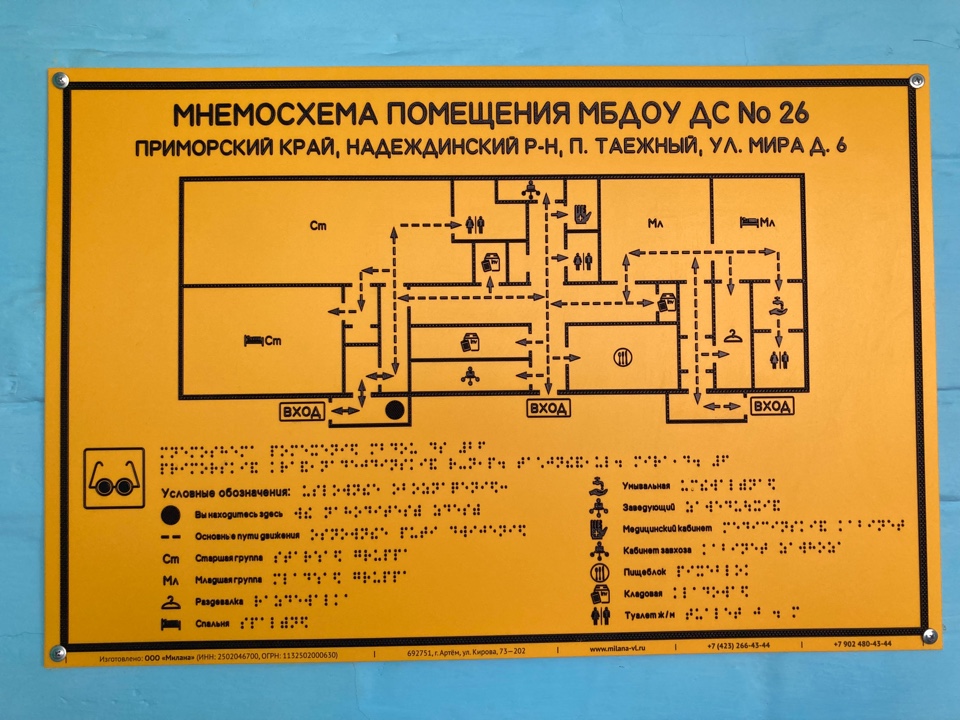 МНЕМОСХЕМА ПОМЕЩЕНИЯ МБДОУ ДС № 26
ПРИМОРСКИЙ КРАЙ, НАДЕЖДИНСКИЙ Р-Н, П. ТАЕЖНЫЙ, УЛ. МИРА Д. 6
Ст
Мл
Мл
Ст
ВХОД
ВХОД
ВХОД
Условные обозначения:
Вы находитесь здесь
Основные пути движения
Ст Старшая группа
Мл Младшая группа
Раздевалка
Спальня
Умывальная
Заведующий
Медицинский кабинет
Кабинет завхоза
Пищеблок
Кладовая
Туалет ж/м
Изготовлено: ООО «Милана» (ИНН: 2502046700, ОГРН: 1132502000630) | 692751, г. Артём, ул. Кирова, 73—202 | www.milana-vl.ru | +7 (423) 266-43-44 | +7 902 480-43-44